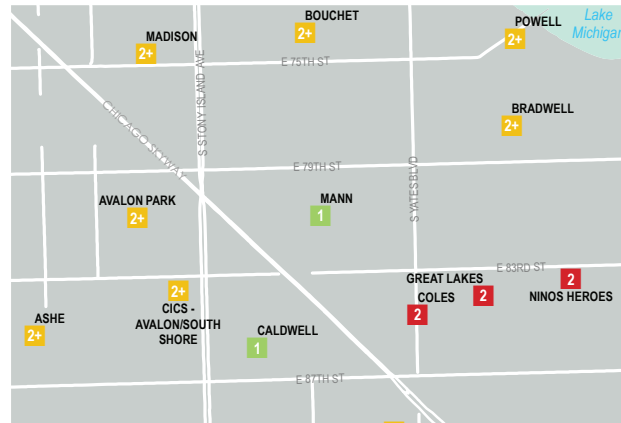 BOUCHET
2+
POWELL
2+
Lake
Michigan
MADISON
2+
E 75TH ST
S STONY ISLAND AVE
CHICAGO SKYWAY
BRADWELL
2+
E 79TH ST
S YATES BLVD
AVALON PARK
2+
MANN
1
E 83RD ST
GREAT LAKES
2
COLES
2
2
NINOS HEROES
2+
CICS -
AVALON/SOUTH
SHORE
ASHE
2+
CALDWELL
1
E 87TH ST